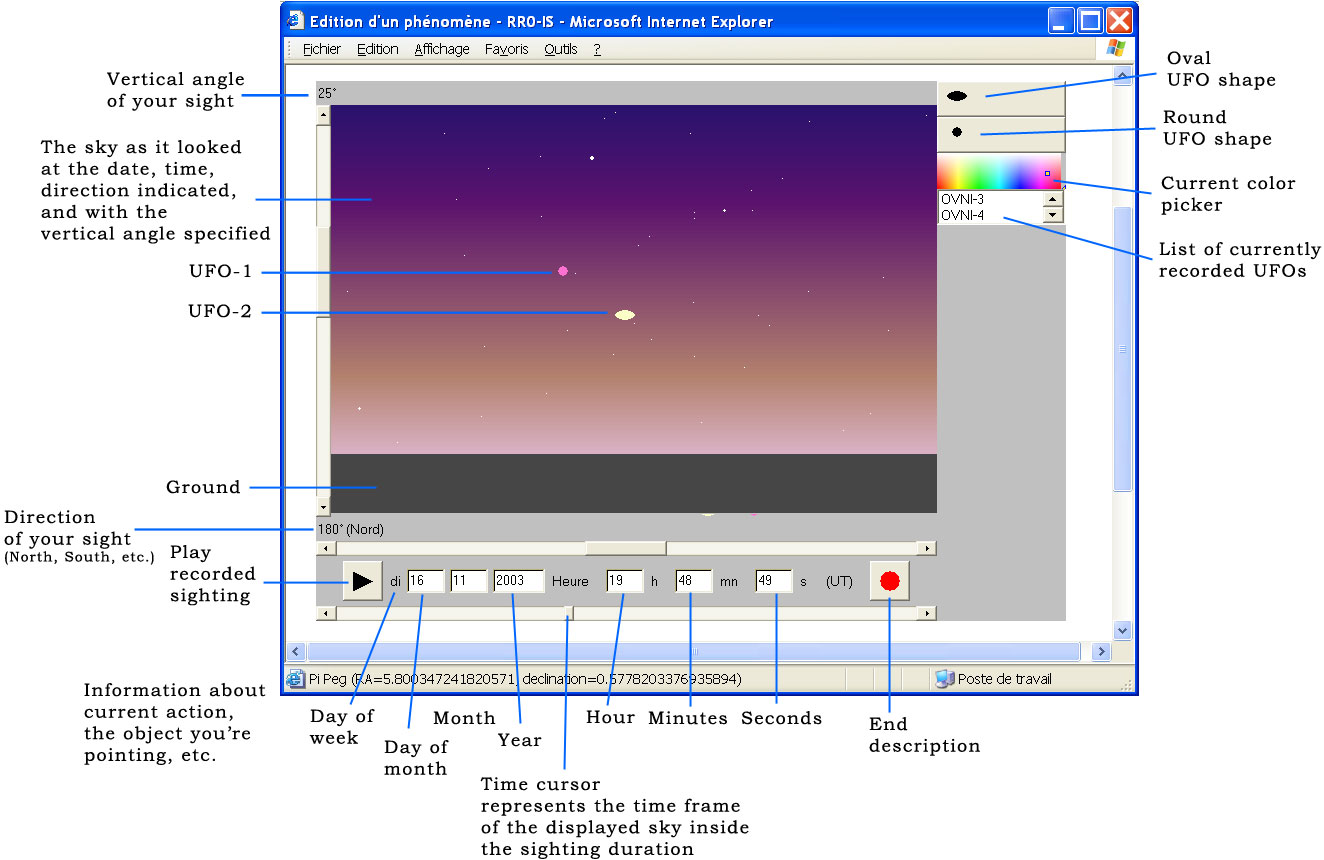 Edition d'un phénomène - RR0-IS - Microsoft Internet Explorer
Fichier Edition Affichage Favoris Outils ?
Vertical angle
of your sight
25°
Oval
UFO shape
Round
UFO shape
The sky as it looked
at the date, time,
direction indicated,
and with the
vertical angle specified
Current color
picker
OVNI-3
OVNI-4
List of currently
recorded UFOs
UFO-1
UFO-2
Ground
Direction
of your sight
(North, South, etc.)
180° (Nord)
Play
recorded
sighting
di 16 11 2003 Heure 19 h 48 mn 49 s (UT)
Pi Peg (RA=5.800347241820571, declination=0.5778203376935894)
Poste de travail
Information about
current action,
the object you're
pointing, etc.
Day of
week
Day of
month
Month
Year
Hour
Minutes
Seconds
End
description
Time cursor
represents the time frame
of the displayed sky inside
the sighting duration